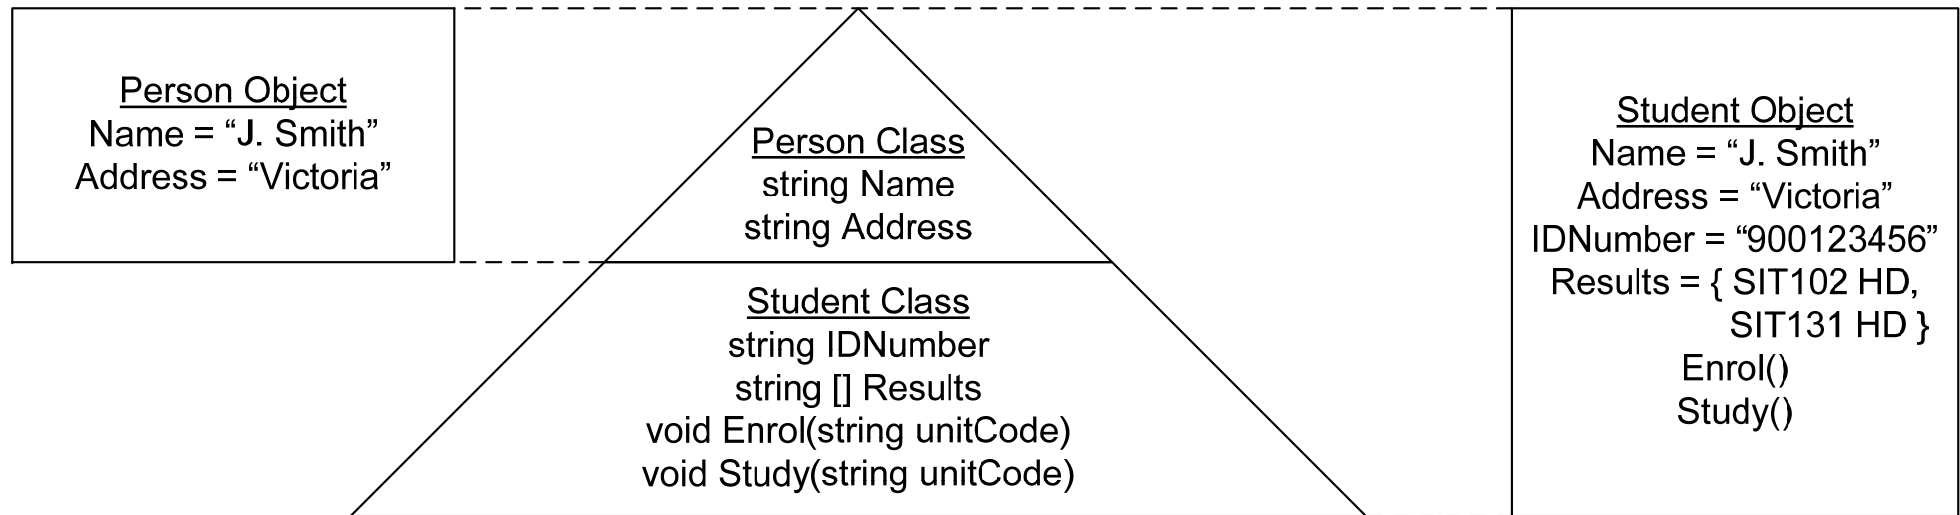 Person Object
Name = “J. Smith”
Address = “Victoria”
Person Class
string Name
string Address
Student Class
string IDNumber
string [] Results
void Enrol(string unitCode)
void Study(string unitCode)
Student Object
Name = “J. Smith”
Address = “Victoria”
IDNumber = “900123456”
Results = { SIT102 HD,
SIT131 HD }
Enrol()
Study()